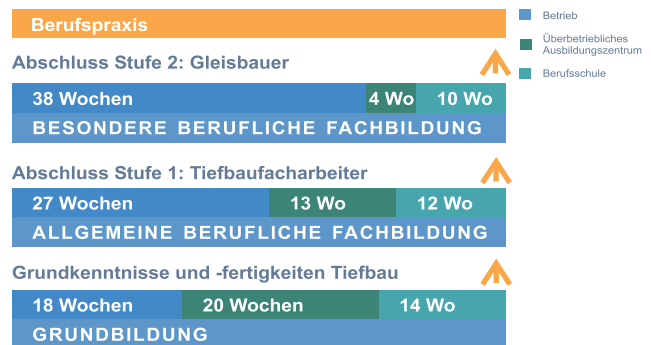 Berufspraxis
Betrieb
Überbetriebliches
Ausbildungszentrum
Berufsschule
Abschluss Stufe 2: Gleisbauer
38 Wochen 4 Wo 10 Wo
BESONDERE BERUFLICHE FACHBILDUNG
Abschluss Stufe 1: Tiefbaufacharbeiter
27 Wochen 13 Wo 12 Wo
ALLGEMEINE BERUFLICHE FACHBILDUNG
Grundkenntnisse und -fertigkeiten Tiefbau
18 Wochen 20 Wochen 14 Wo
GRUNDBILDUNG